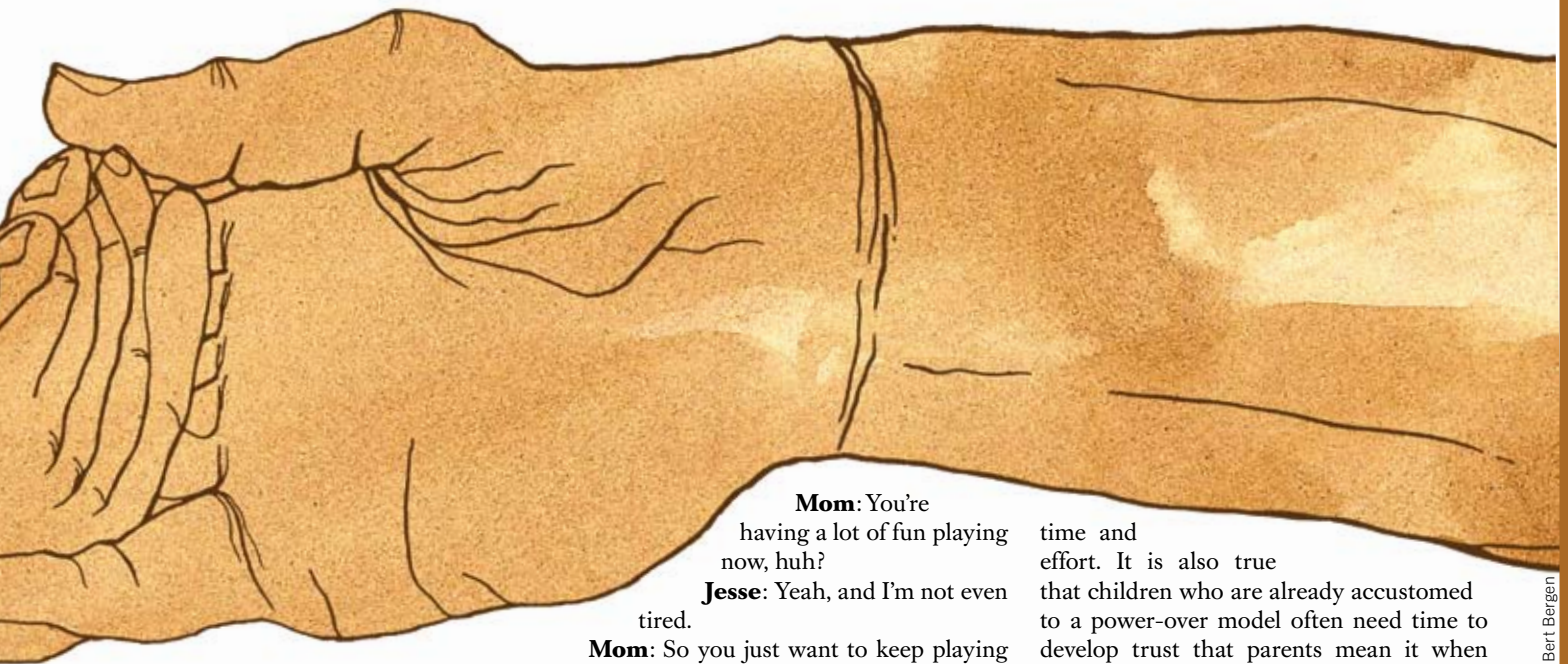 Mom: You’re
having a lot of fun playing
now, huh?
Jesse: Yeah, and I’m not even
tired.
Mom: So you just want to keep playing
time and
effort. It is also true
that children who are already accustomed
to a power-over model often need time to
develop trust that parents mean it when
Bert Bergen